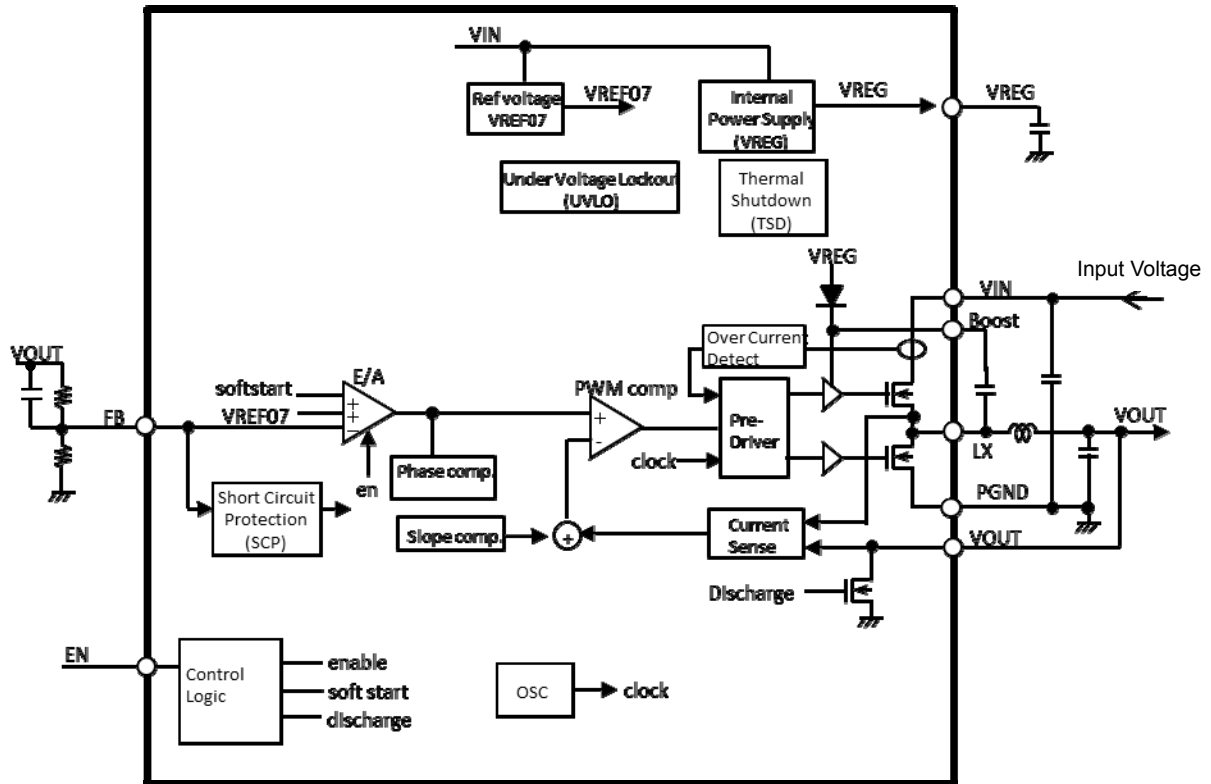 VIN
Ref voltage
VREF07
VREF07
Internal
Power Supply
(VREG)
VREG
VREG
Under Voltage Lockout
(UVLO)
Thermal
Shutdown
(TSD)
VREG
Input Voltage
VIN
Boost
Over Current
Detect
VOUT
E/A
softstart
+
PWM comp
FB
VREF07
+
-
+
-
Pre-
Driver
VOUT
clock
LX
en
Phase comp.
Short Circuit
Protection
(SCP)
PGND
Slope comp.
+
Current
Sense
VOUT
Discharge
EN
Control
Logic
enable
soft start
discharge
OSC
clock